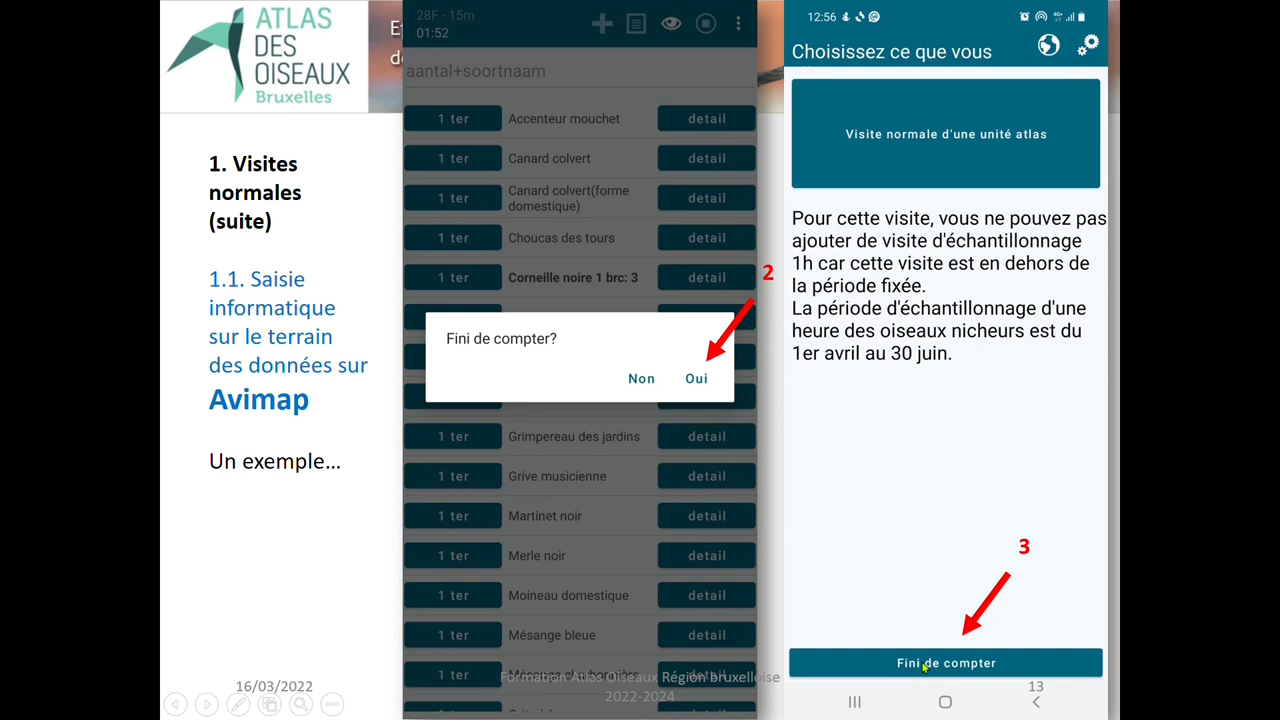 ATLAS
DES
OISEAUX
Bruxelles
1. Visites
normales
(suite)
1.1. Saisie
informatique
sur le terrain
des données sur
Avimap
Un exemple...
16/03/2022
28F - 15m
01:52
aantal+soortnaam
1 ter Accenteur mouchet detail
1 ter Canard colvert detail
1 ter Canard colvert(forme domestique) detail
1 ter Choucas des tours detail
1 ter Corneille noire 1 brc: 3 detail
Fini de compter?
Non Oui
2
1 ter Grimpereau des jardins detail
1 ter Grive musicienne detail
1 ter Martinet noir detail
1 ter Merle noir detail
1 ter Moineau domestique detail
1 ter Mésange bleue detail
1 ter Mésange charbonnière detail
Formation Atlas Oiseaux Région bruxelloise
2022-2024
12:56
Choisissez ce que vous
Visite normale d'une unité atlas
Pour cette visite, vous ne pouvez pas
ajouter de visite d'échantillonnage
1h car cette visite est en dehors de
la période fixée.
La période d'échantillonnage d'une
heure des oiseaux nicheurs est du
1er avril au 30 juin.
3
Fini de compter
13